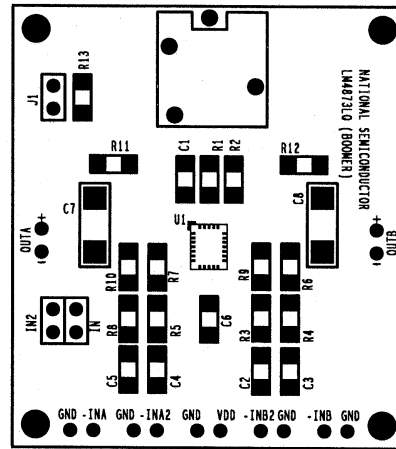 R13
J1
NATIONAL SEMICONDUCTOR
LM4873LQ (BOOMER)
R11
C1
R1
R2
R12
C7
U1
C8
OUTA
+
-
+
-
OUTB
R10
R7
R9
R6
IN2
IN
R8
R5
C6
R3
R4
C5
C4
C2
C3
GND -INA GND -INA2 GND VDD -INB2 GND -INB GND